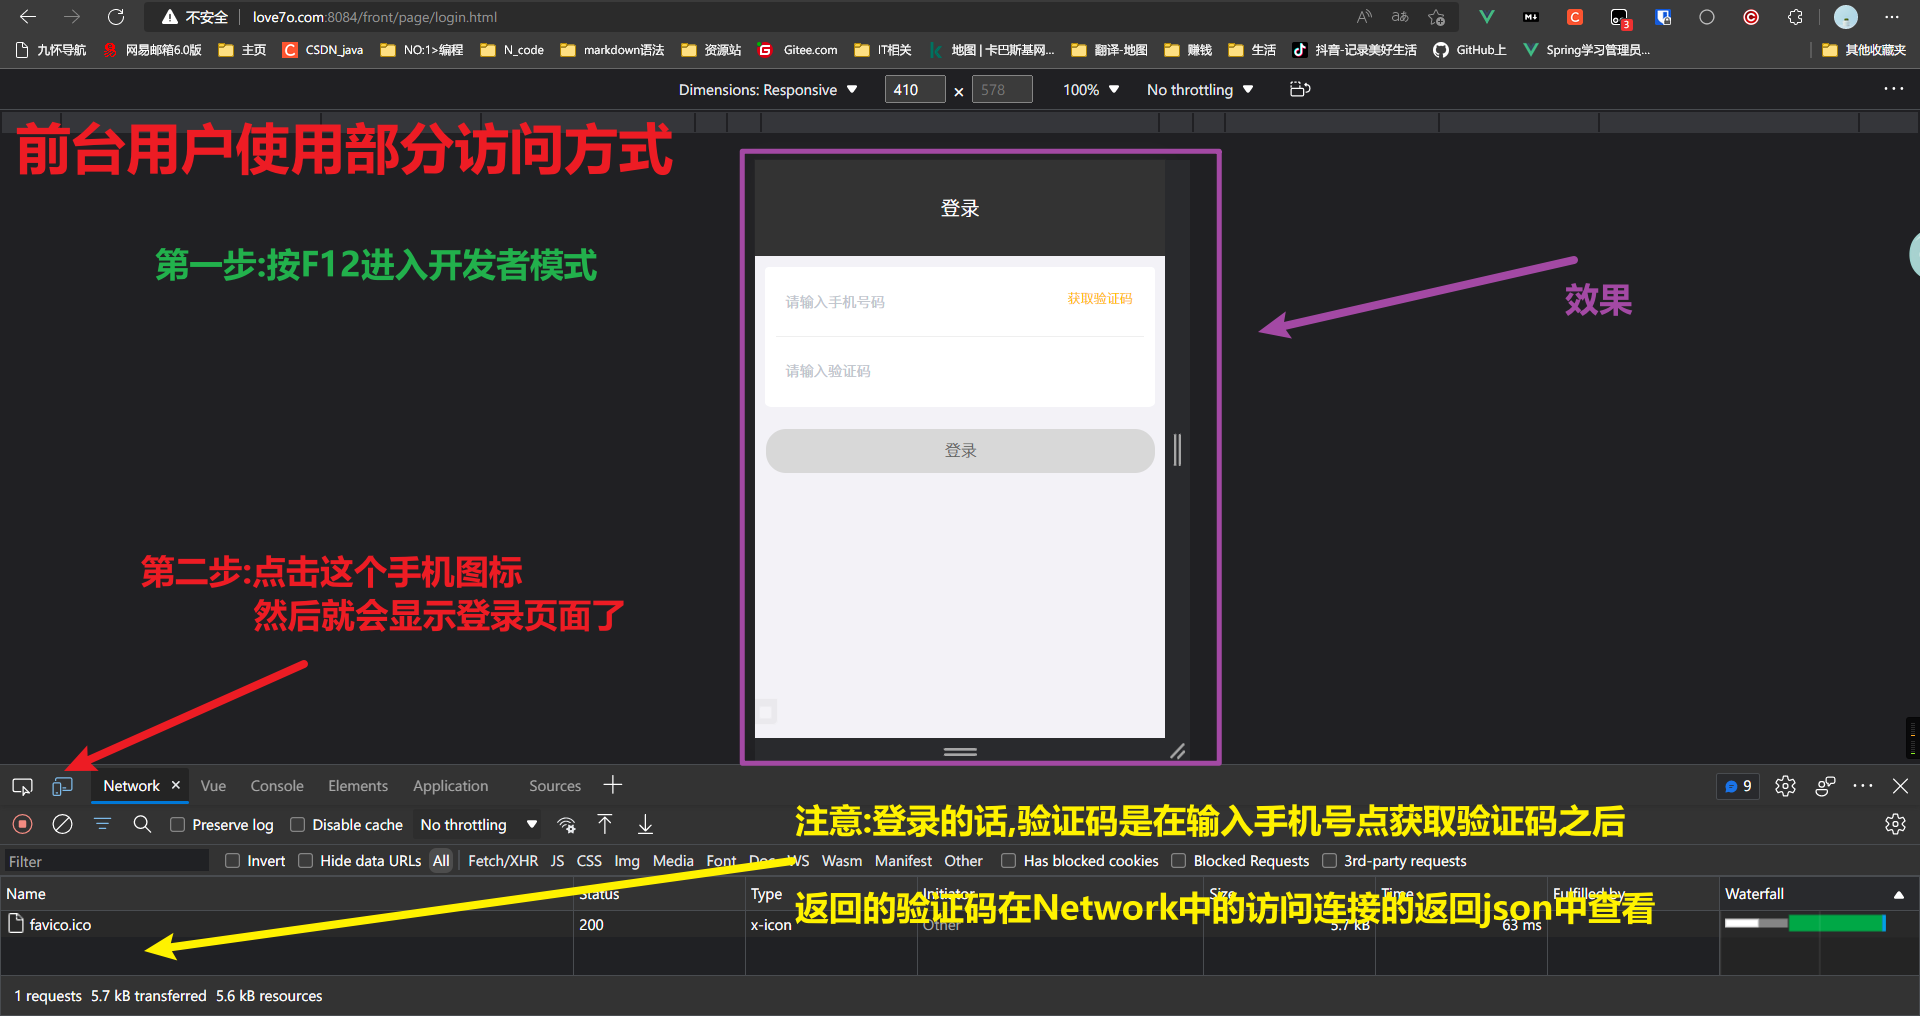 不安全 love7o.com:8084/front/page/login.html
九怀导航 网易邮箱6.0版 主页 CSDN_java NO:1>编程 N_code markdown语法 资源站 Gitee.com IT相关 地图 | 卡巴斯基网... 翻译-地图 赚钱 生活 抖音-记录美好生活 GitHub上 Spring学习管理员... 其他收藏夹
Dimensions: Responsive 410 × 578 100% No throttling
前台用户使用部分访问方式
登录
第一步:按F12进入开发者模式
效果
请输入手机号码 获取验证码
请输入验证码
登录
第二步:点击这个手机图标
然后就会显示登录页面了
Network × Vue Console Elements Application Sources 9
注意:登录的话,验证码是在输入手机号点获取验证码之后
Preserve log Disable cache No throttling
Filter Invert Hide data URLs All Fetch/XHR JS CSS Img Media Font Doc WS Wasm Manifest Other Has blocked cookies Blocked Requests 3rd-party requests
Name Status Type Initiator Size Time Fulfilled by Waterfall
返回的验证码在Network中的访问连接的返回json中查看
favico.ico 200 x-icon Other 5.7 kB 63 ms
1 requests 5.7 kB transferred 5.6 kB resources